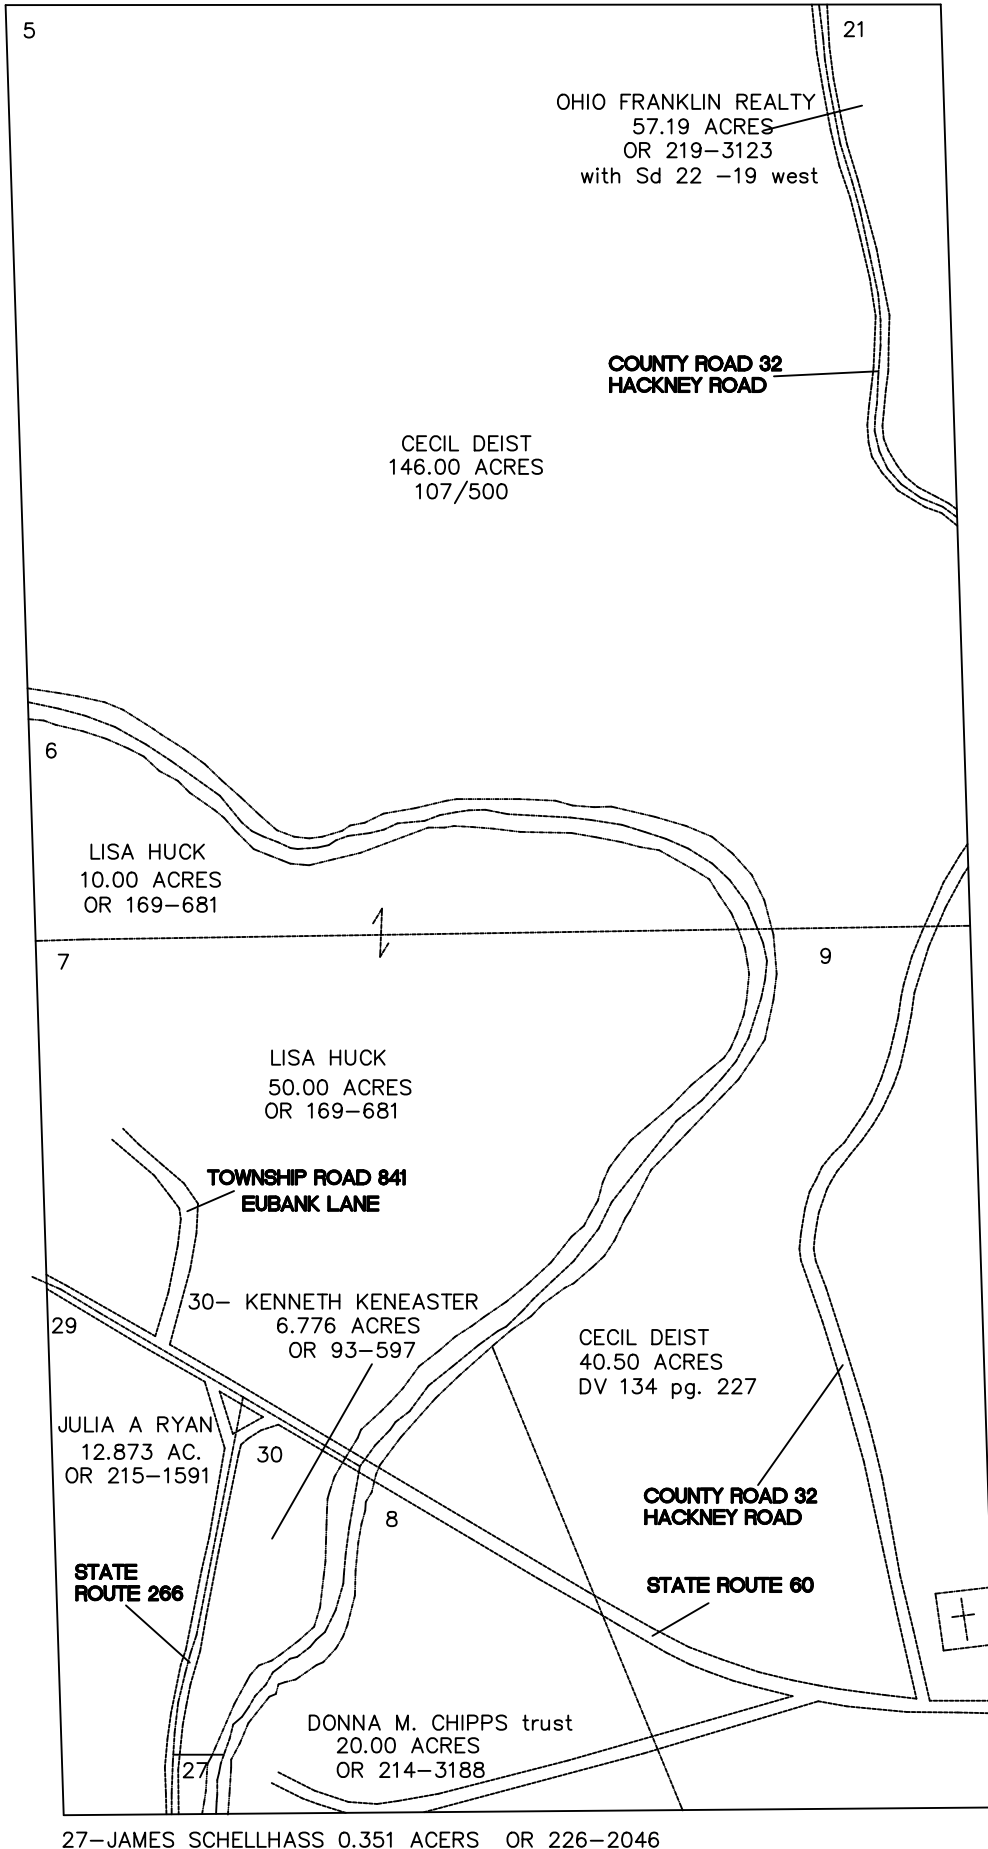 5
21
OHIO FRANKLIN REALTY
57.19 ACRES
OR 219-3123
with Sd 22 -19 west
COUNTY ROAD 32
HACKNEY ROAD
CECIL DEIST
146.00 ACRES
107/500
6
LISA HUCK
10.00 ACRES
OR 169-681
7
9
LISA HUCK
50.00 ACRES
OR 169-681
TOWNSHIP ROAD 841
EUBANK LANE
30- KENNETH KENEASTER
6.776 ACRES
OR 93-597
29
CECIL DEIST
40.50 ACRES
DV 134 pg. 227
JULIA A RYAN
12.873 AC.
OR 215-1591
30
8
COUNTY ROAD 32
HACKNEY ROAD
STATE
ROUTE 266
STATE ROUTE 60
DONNA M. CHIPPS trust
20.00 ACRES
OR 214-3188
27
27-JAMES SCHELLHASS 0.351 ACERS OR 226-2046